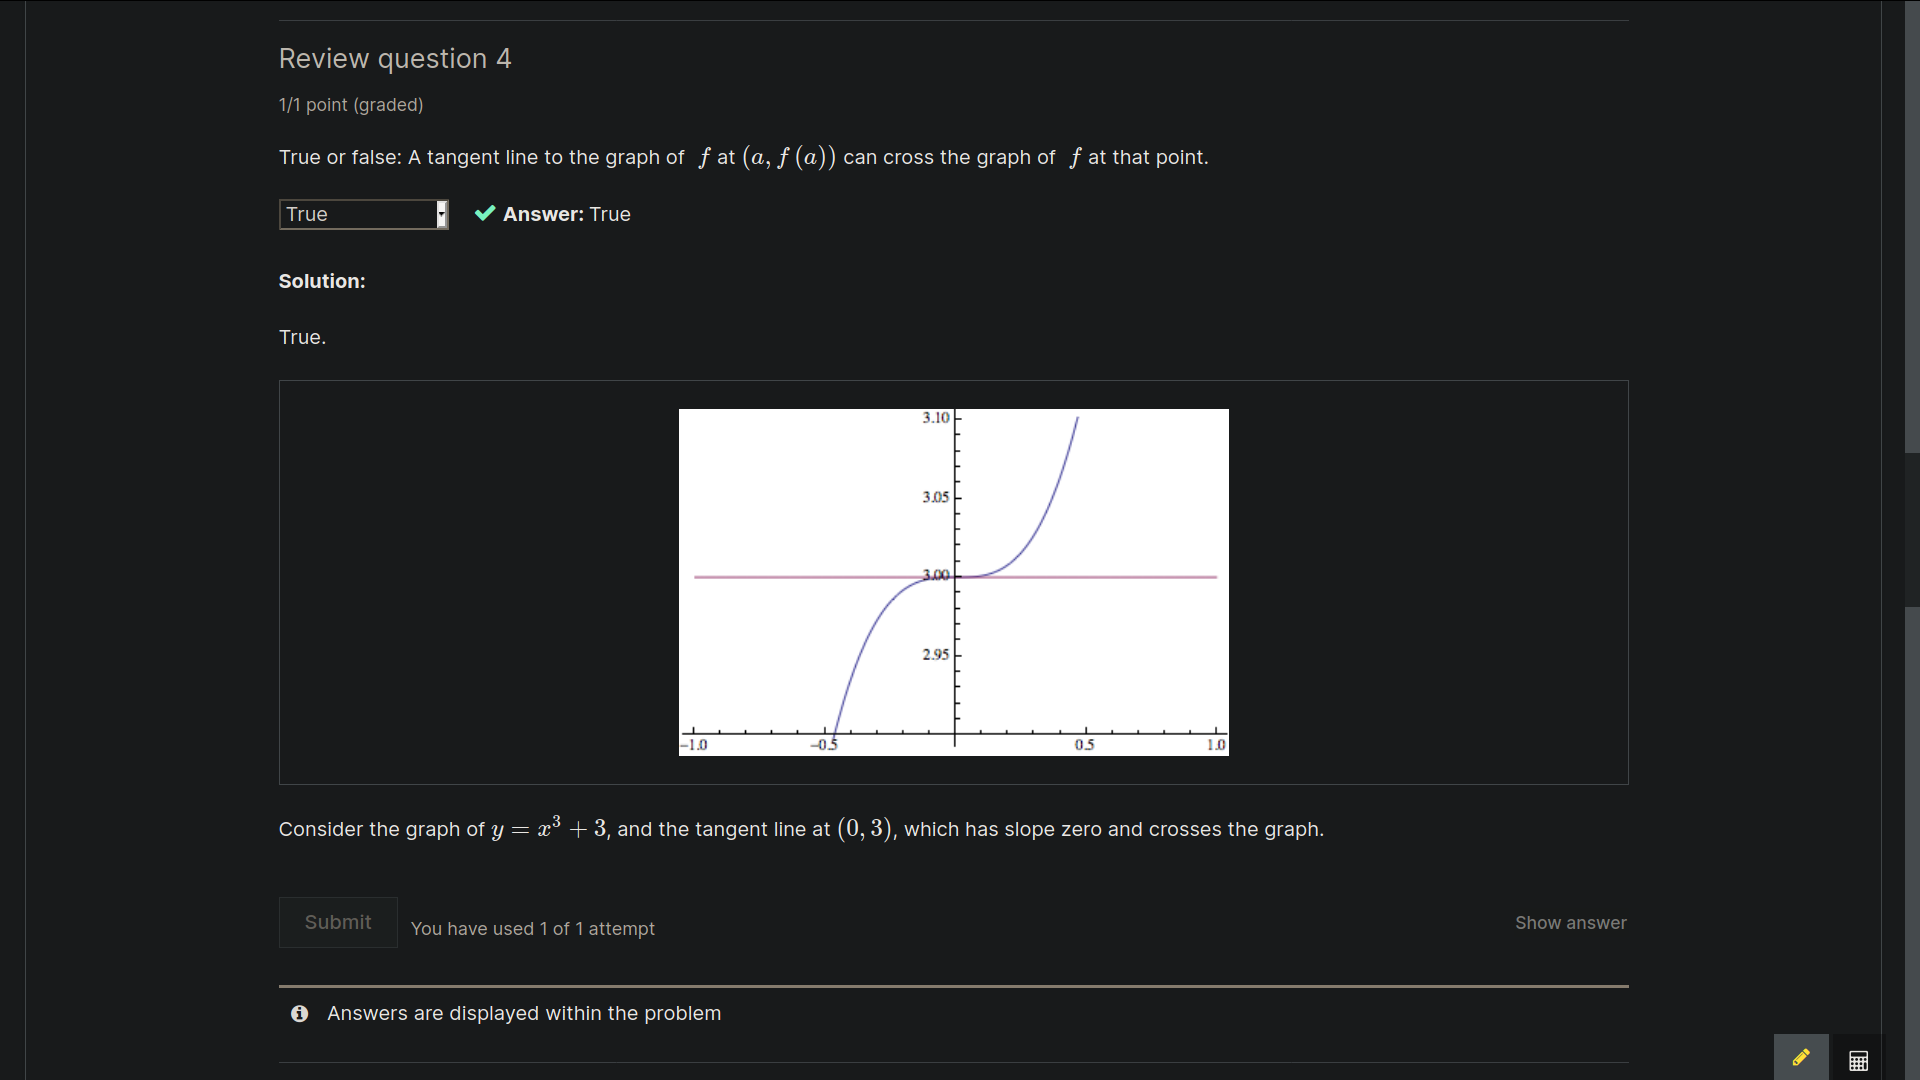 Review question 4
1/1 point (graded)
True or false: A tangent line to the graph of f at (a, f (a)) can cross the graph of f at that point.
True
Answer: True
Solution:
True.
3.10
3.05
3.00
2.95
−1.0 −0.5 0.5 1.0
Consider the graph of y = x³ + 3, and the tangent line at (0, 3), which has slope zero and crosses the graph.
Submit You have used 1 of 1 attempt Show answer
Answers are displayed within the problem